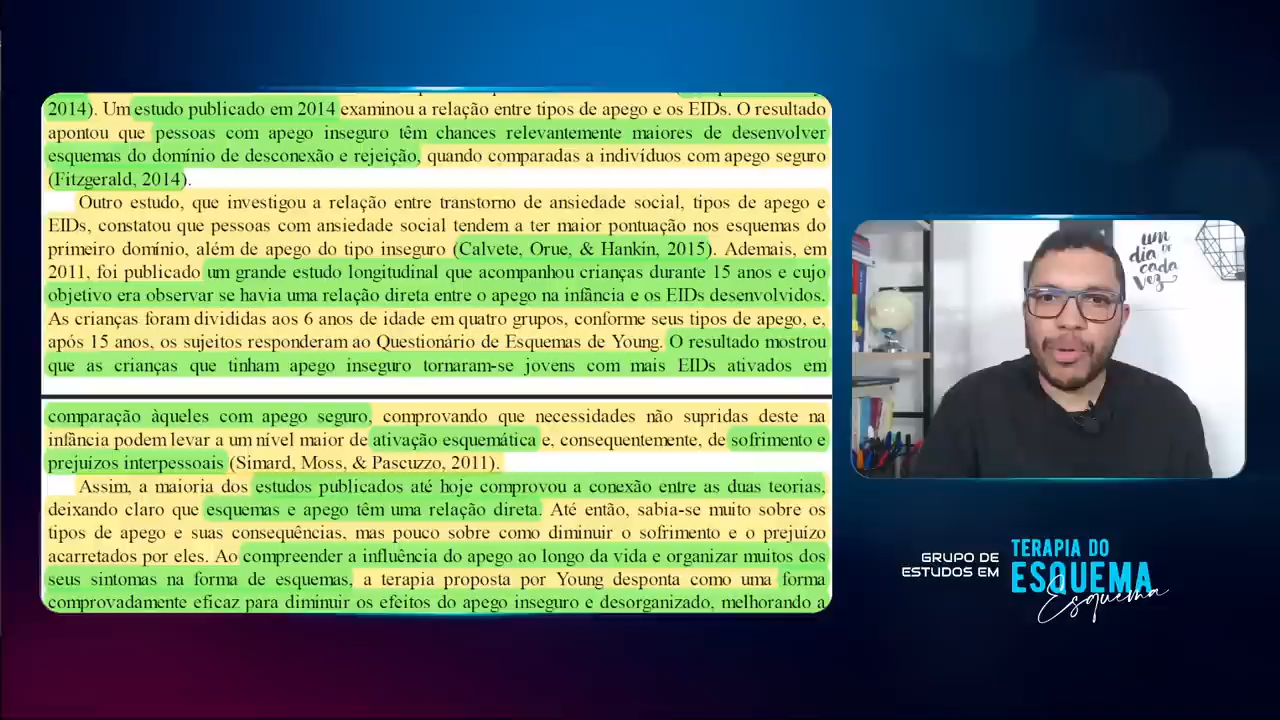 2014). Um estudo publicado em 2014 examinou a relação entre tipos de apego e os EIDs. O resultado
apontou que pessoas com apego inseguro têm chances relevantemente maiores de desenvolver
esquemas do domínio de desconexão e rejeição, quando comparadas a indivíduos com apego seguro
(Fitzgerald, 2014).
Outro estudo, que investigou a relação entre transtorno de ansiedade social, tipos de apego e
EIDs, constatou que pessoas com ansiedade social tendem a ter maior pontuação nos esquemas do
primeiro domínio, além de apego do tipo inseguro (Calvete, Orue, & Hankin, 2015). Ademais, em
2011, foi publicado um grande estudo longitudinal que acompanhou crianças durante 15 anos e cujo
objetivo era observar se havia uma relação direta entre o apego na infância e os EIDs desenvolvidos.
As crianças foram divididas aos 6 anos de idade em quatro grupos, conforme seus tipos de apego, e,
após 15 anos, os sujeitos responderam ao Questionário de Esquemas de Young. O resultado mostrou
que as crianças que tinham apego inseguro tornaram-se jovens com mais EIDs ativados em
comparação àqueles com apego seguro, comprovando que necessidades não supridas deste na
infância podem levar a um nível maior de ativação esquemática e, consequentemente, de sofrimento e
prejuízos interpessoais (Simard, Moss, & Pascuzzo, 2011).
Assim, a maioria dos estudos publicados até hoje comprovou a conexão entre as duas teorias,
deixando claro que esquemas e apego têm uma relação direta. Até então, sabia-se muito sobre os
tipos de apego e suas consequências, mas pouco sobre como diminuir o sofrimento e o prejuízo
acarretados por eles. Ao compreender a influência do apego ao longo da vida e organizar muitos dos
seus sintomas na forma de esquemas, a terapia proposta por Young desponta como uma forma
comprovadamente eficaz para diminuir os efeitos do apego inseguro e desorganizado, melhorando a
um
DE
dia
cada
vez
GRUPO DE
ESTUDOS EM
TERAPIA DO
ESQUEMA
Esquema